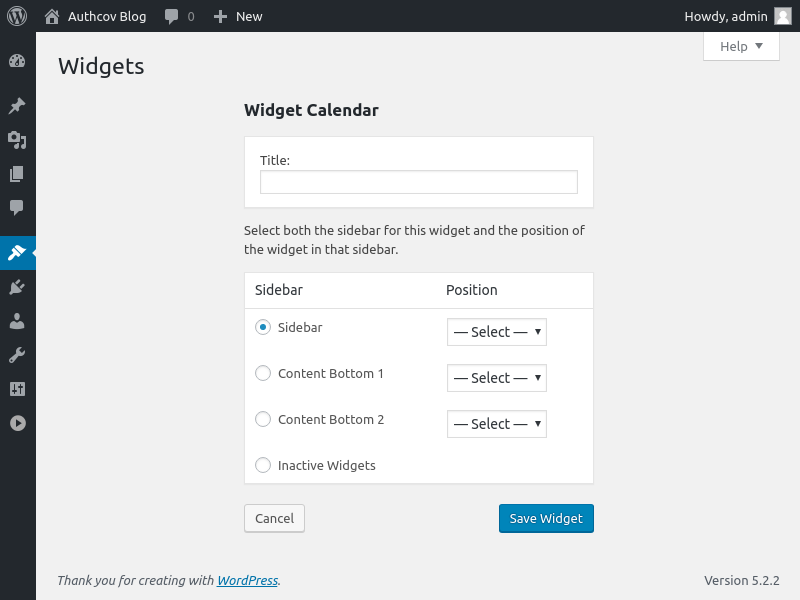 Authcov Blog 0 New Howdy, admin
Help ▼
Widgets
Widget Calendar
Title:
Select both the sidebar for this widget and the position of
the widget in that sidebar.
Sidebar Position
Sidebar — Select — ▼
Content Bottom 1 — Select — ▼
Content Bottom 2 — Select — ▼
Inactive Widgets
Cancel Save Widget
Thank you for creating with WordPress. Version 5.2.2